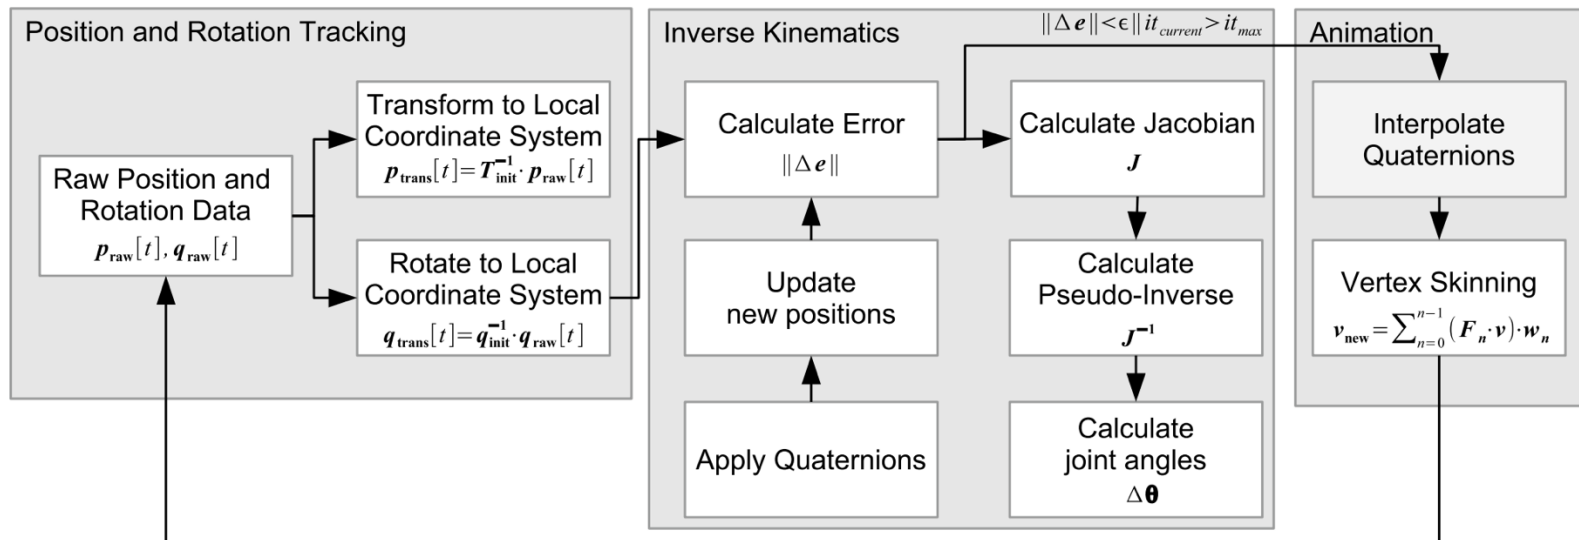 Position and Rotation Tracking
Raw Position and
Rotation Data
p_raw[t], q_raw[t]
Transform to Local
Coordinate System
p_trans[t]=T_init^-1·p_raw[t]
Rotate to Local
Coordinate System
q_trans[t]=q_init^-1·q_raw[t]
Inverse Kinematics
||Δe||<ϵ||it_current>it_max
Calculate Error
||Δe||
Update
new positions
Apply Quaternions
Calculate Jacobian
J
Calculate
Pseudo-Inverse
J^-1
Calculate
joint angles
Δθ
Animation
Interpolate
Quaternions
Vertex Skinning
v_new=∑_{n=0}^{n-1}(F_n·v)·w_n